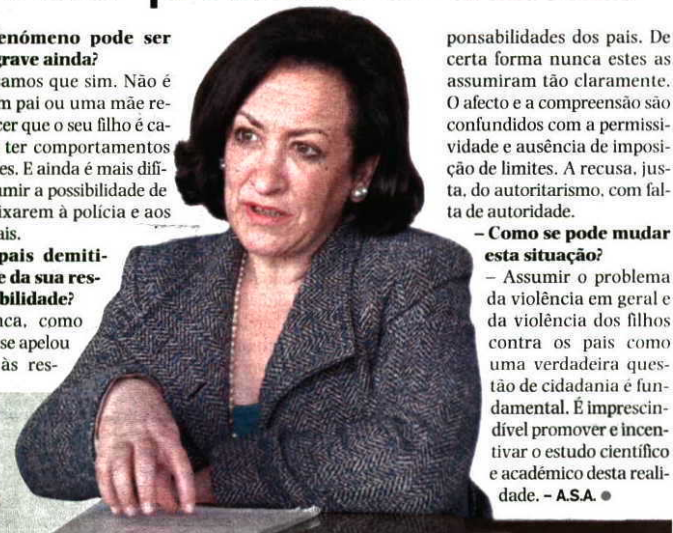 enómeno pode ser
grave ainda?
samos que sim. Não é
m pai ou uma mãe re-
cer que o seu filho é ca-
ter comportamentos
es. E ainda é mais difí-
umir a possibilidade de
ixarem à polícia e aos
ais.
pais demiti-
e da sua res-
bilidade?
nca, como
se apelou
às res-
ponsabilidades dos pais. De
certa forma nunca estes as
assumiram tão claramente.
O afecto e a compreensão são
confundidos com a permissi-
vidade e ausência de imposi-
ção de limites. A recusa, jus-
ta, do autoritarismo, com fal-
ta de autoridade.
– Como se pode mudar
esta situação?
– Assumir o problema
da violência em geral e
da violência dos filhos
contra os pais como
uma verdadeira ques-
tão de cidadania é fun-
damental. É imprescin-
dível promover e incen-
tivar o estudo científico
e académico desta reali-
dade. – A.S.A. ●